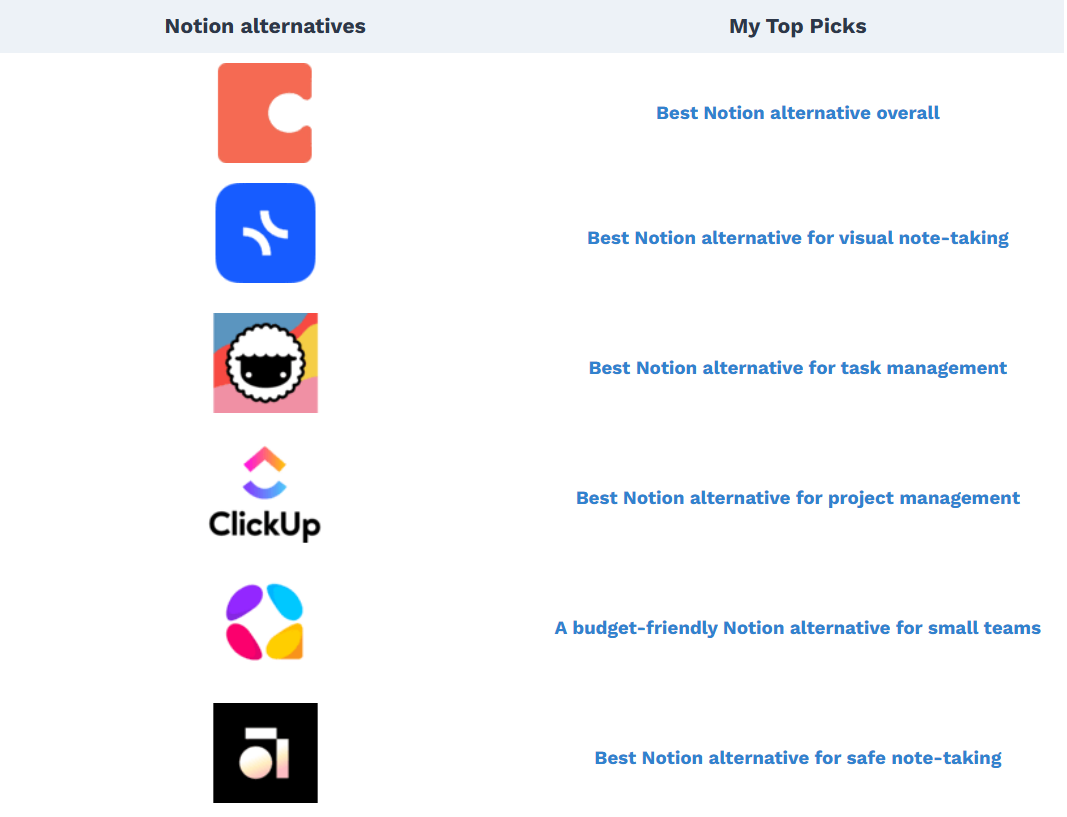 Notion alternatives My Top Picks
Best Notion alternative overall
Best Notion alternative for visual note-taking
Best Notion alternative for task management
ClickUp
Best Notion alternative for project management
A budget-friendly Notion alternative for small teams
Best Notion alternative for safe note-taking